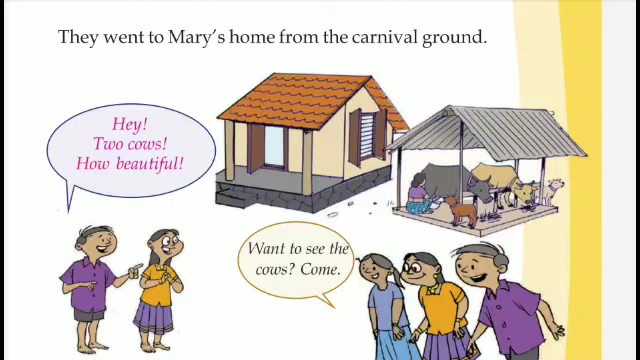 They went to Mary's home from the carnival ground.
Hey!
Two cows!
How beautiful!
Want to see the
cows? Come.